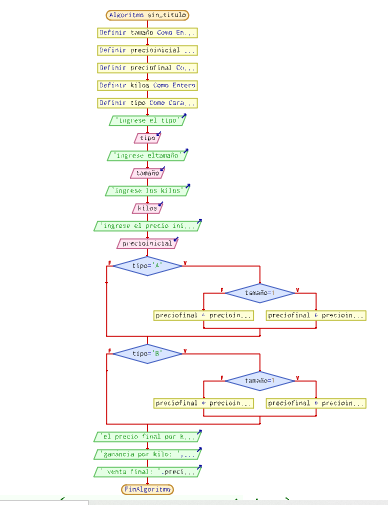 Algoritmo sin_titulo
Definir tamaño Como En...
Definir precioinicial ...
Definir preciofinal Co...
Definir kilos Como Entero
Definir tipo Como Cara...
'ingrese el tipo'
tipo
'ingrese eltamaño'
tamaño
'ingrese los kilos'
kilos
'ingrese el precio ini...
precioinicial
F tipo='A' V
F tamaño=1 V
preciofinal = precioin... preciofinal = precioin...
F tipo='B' V
F tamaño=1 V
preciofinal = precioin... preciofinal = precioin...
'el precio final por k...
'ganancia por kilo: ',...
' venta final: ',preci...
FinAlgoritmo